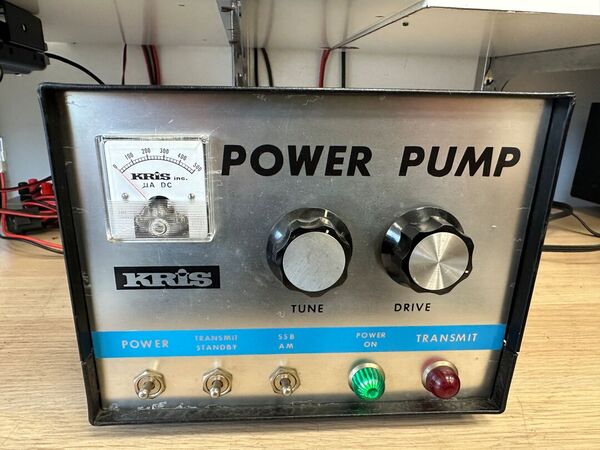 POWER PUMP
0 100 200 300 400 500
KRIS inc.
µA DC
KRIS
TUNE
DRIVE
POWER
TRANSMIT
STANDBY
SSB
AM
POWER
ON
TRANSMIT